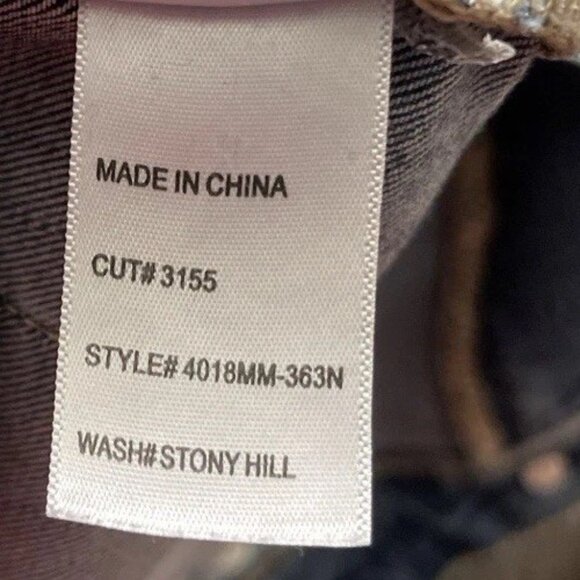 MADE IN CHINA
CUT# 3155
STYLE# 4018MM-363N
WASH# STONY HILL